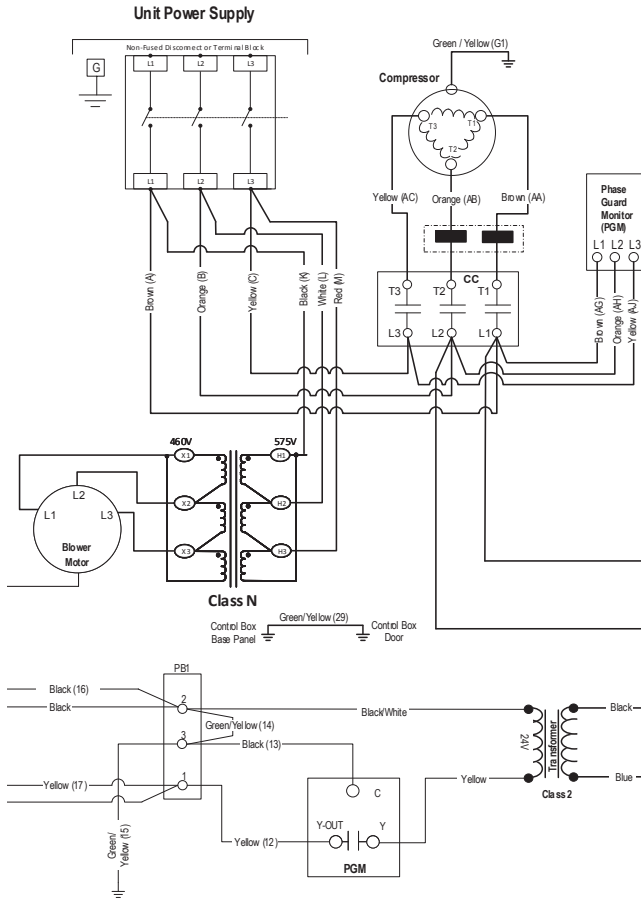 Unit Power Supply
Non-Fused Disconnect or Terminal Block
G
L1
L2
L3
L1
L2
L3
Green / Yellow (G1)
Compressor
T3
T1
T2
Yellow (AC)
Orange (AB)
Brown (AA)
Phase
Guard
Monitor
(PGM)
L1 L2 L3
CC
T3
T2
T1
L3
L2
L1
Brown (A)
Orange (B)
Yellow (C)
Black (K)
White (L)
Red (M)
Brown (AG)
Orange (AH)
Yellow (AJ)
460V
575V
X1
H1
X2
H2
X3
H3
L2
L1
L3
Blower
Motor
Class N
Control Box
Base Panel
Green/Yellow (29)
Control Box
Door
PB1
Black (16)
Black
2
Black/White
Green/Yellow (14)
3
Black (13)
Yellow (17)
1
Green/
Yellow (15)
Yellow (12)
C
Y-OUT
Y
PGM
Yellow
24V
Transformer
Class 2
Black
Blue